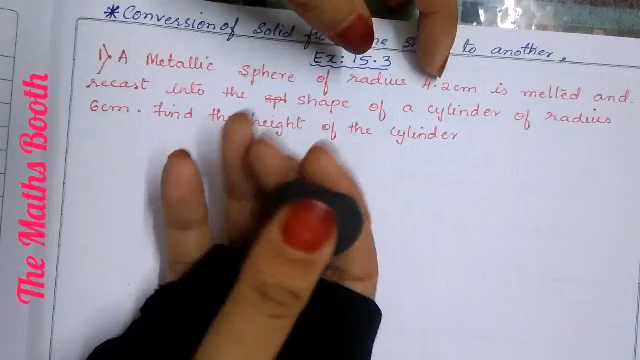 *Conversion of Solid to another.
Ex: 15.3
1) A Metallic sphere of radius 4.2cm is melted and
recast into the shape of a cylinder of radius
6cm. Find the height of the cylinder
The Maths Booth